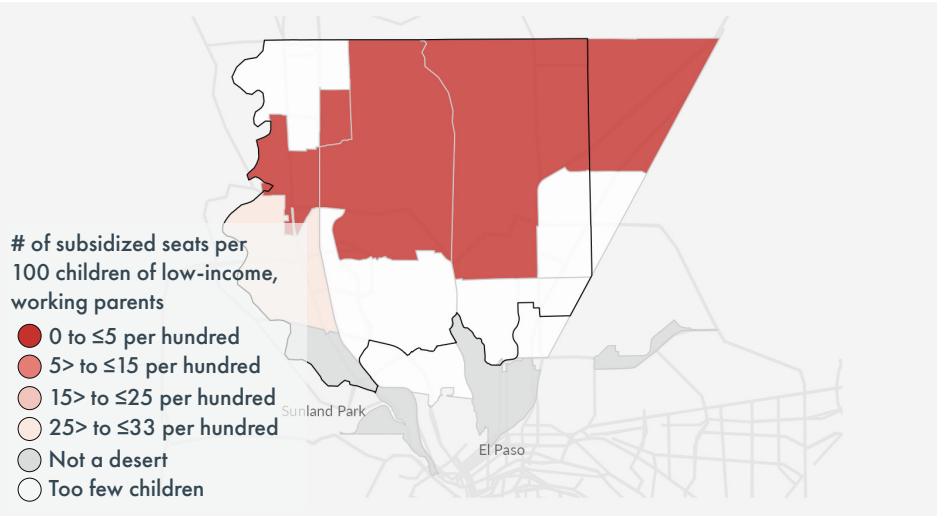 # of subsidized seats per
100 children of low-income,
working parents
0 to ≤5 per hundred
5> to ≤15 per hundred
15> to ≤25 per hundred
25> to ≤33 per hundred
Not a desert
Too few children
Sunland Park
El Paso